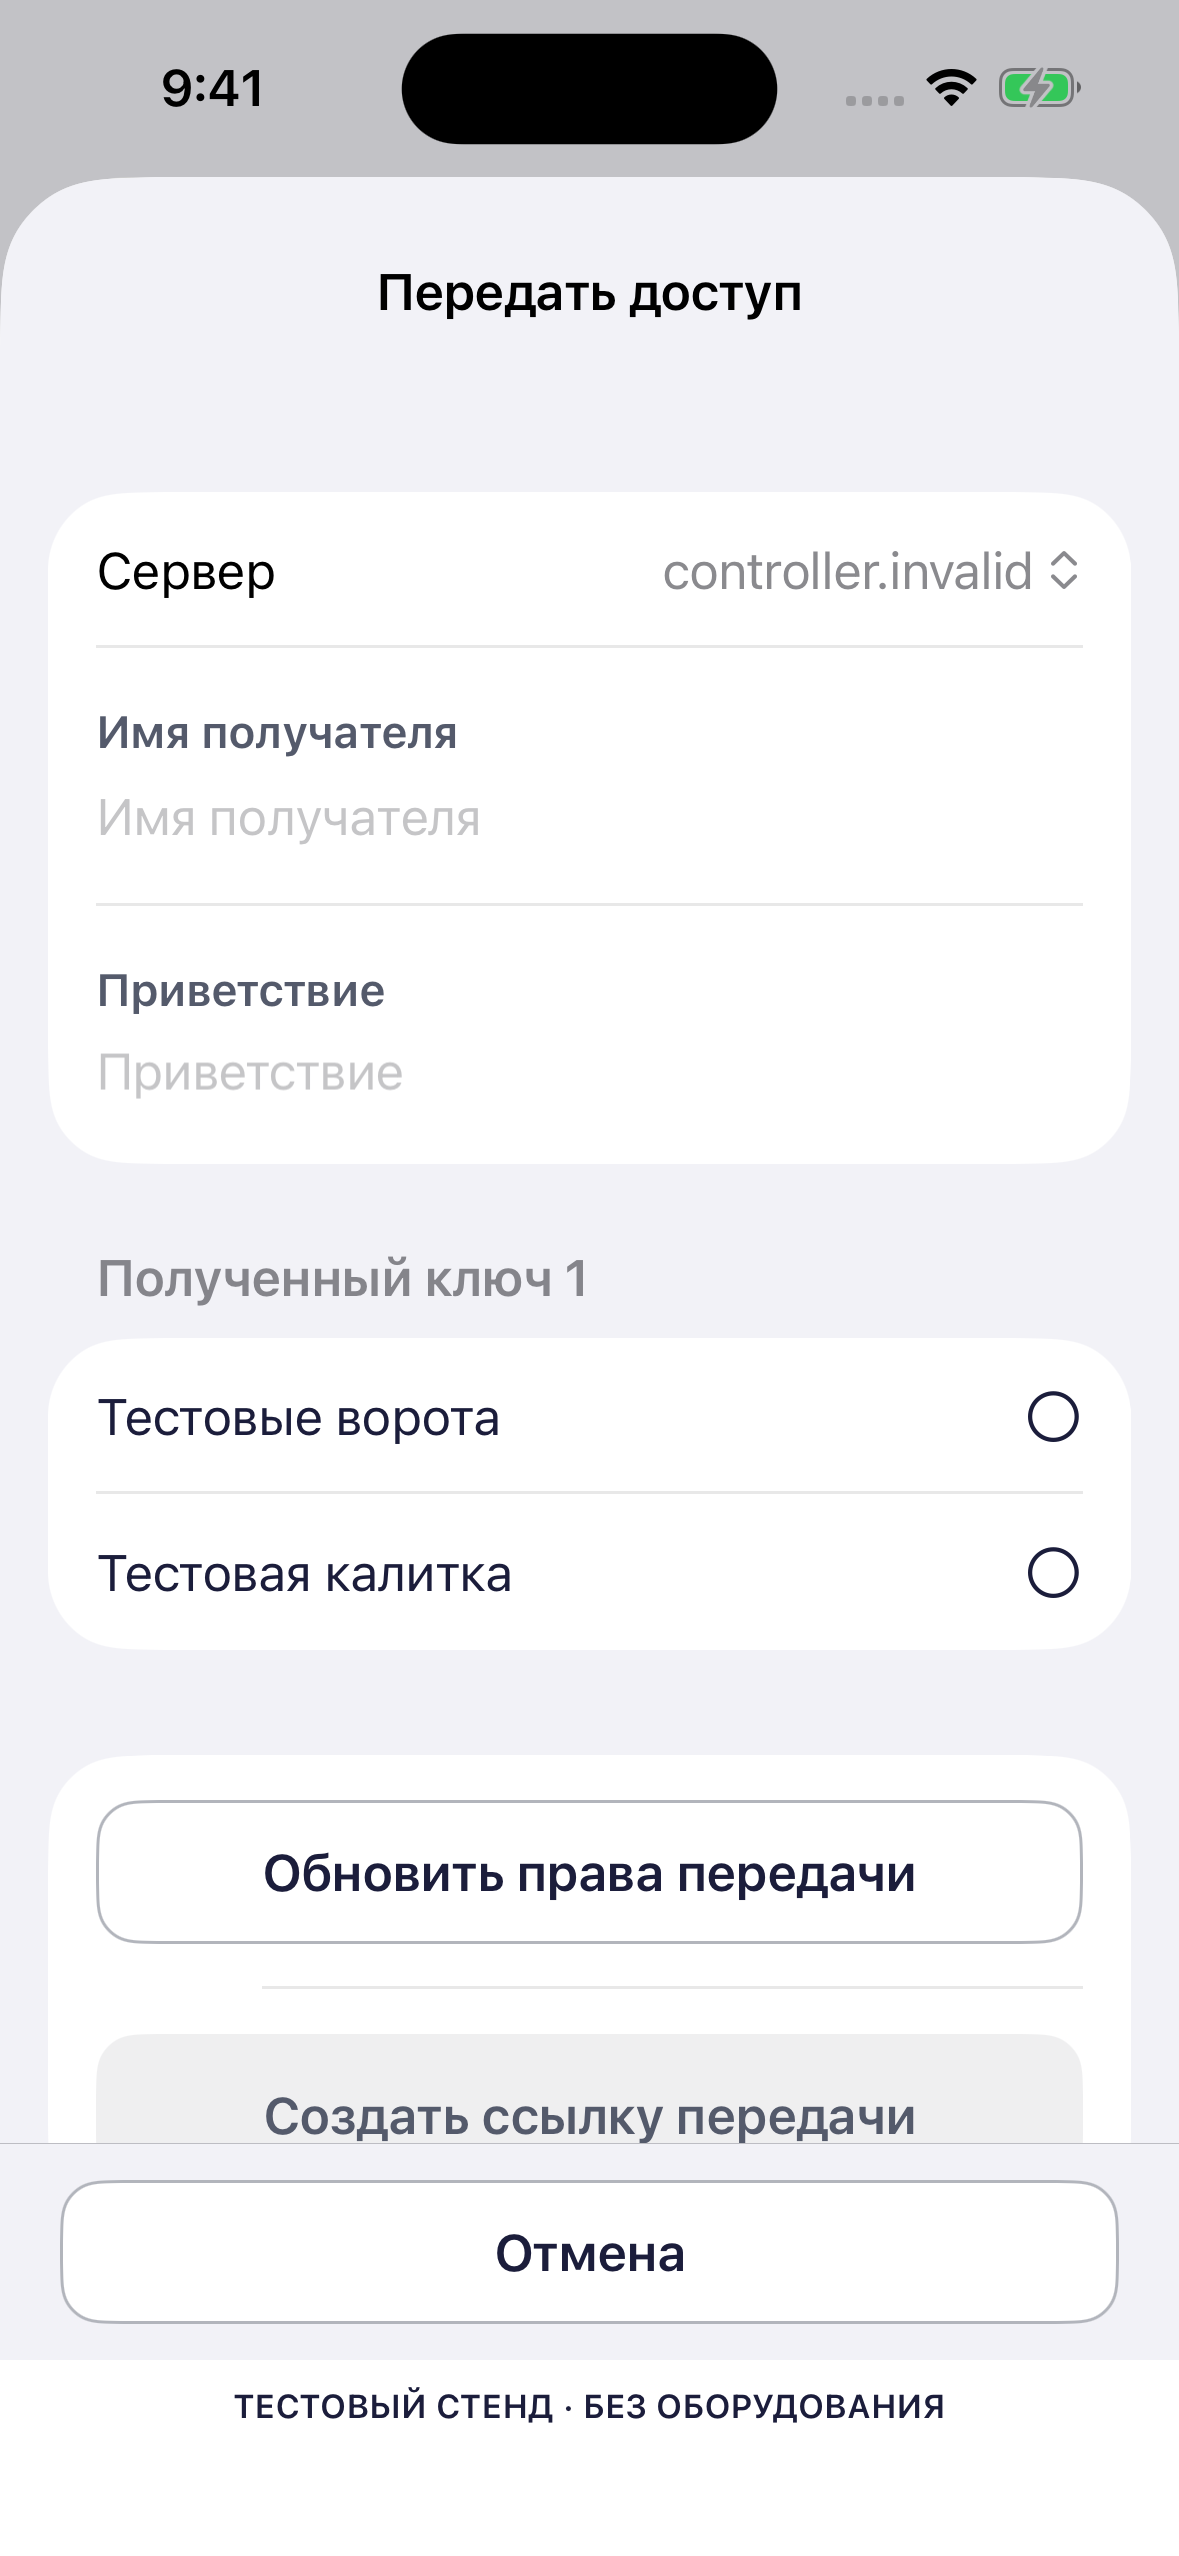 9:41
Передать доступ
Сервер controller.invalid
Имя получателя
Имя получателя
Приветствие
Приветствие
Полученный ключ 1
Тестовые ворота
Тестовая калитка
Обновить права передачи
Создать ссылку передачи
Отмена
ТЕСТОВЫЙ СТЕНД · БЕЗ ОБОРУДОВАНИЯ